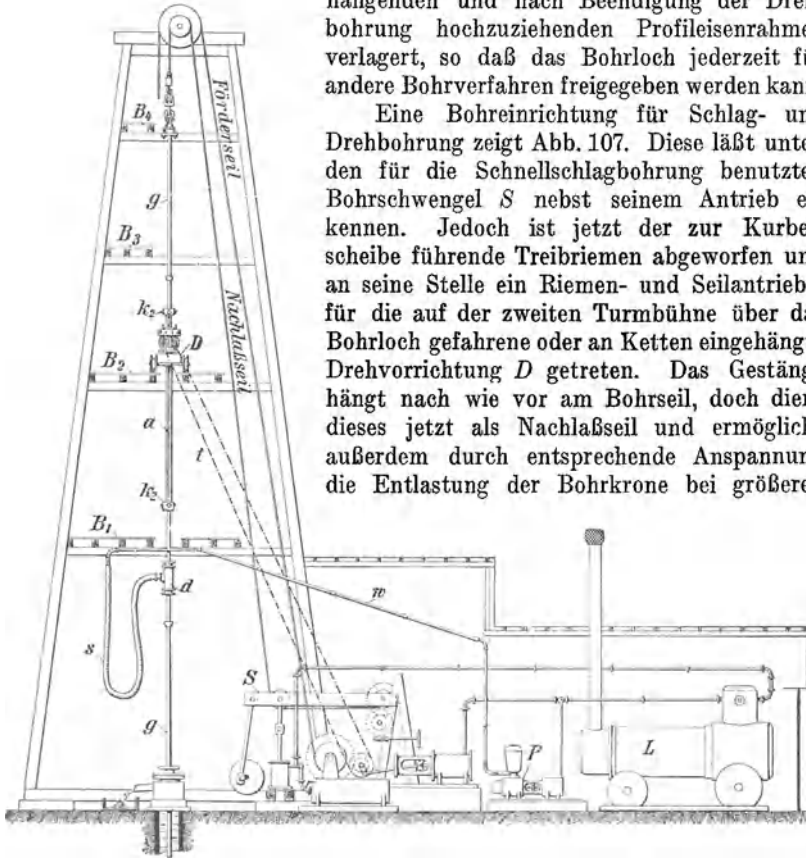 hängenden und nach Beendigung der Dreh
bohrung hochzuziehenden Profileisenrahme
verlagert, so daß das Bohrloch jederzeit fü
andere Bohrverfahren freigegeben werden kann
Eine Bohreinrichtung für Schlag- un
Drehbohrung zeigt Abb. 107. Diese läßt unte
den für die Schnellschlagbohrung benutzte
Bohrschwengel S nebst seinem Antrieb e
kennen. Jedoch ist jetzt der zur Kurbe
scheibe führende Treibriemen abgeworfen un
an seine Stelle ein Riemen- und Seilantrieb
für die auf der zweiten Turmbühne über da
Bohrloch gefahrene oder an Ketten eingehäng
Drehvorrichtung D getreten. Das Gestäng
hängt nach wie vor am Bohrseil, doch dien
dieses jetzt als Nachlaßseil und ermöglich
außerdem durch entsprechende Anspannun
die Entlastung der Bohrkrone bei größere
Förderseil
Nachlaßseil
B4
g
B3
k2
D
B2
a
t
k2
B1
d
w
s
S
g
P
L